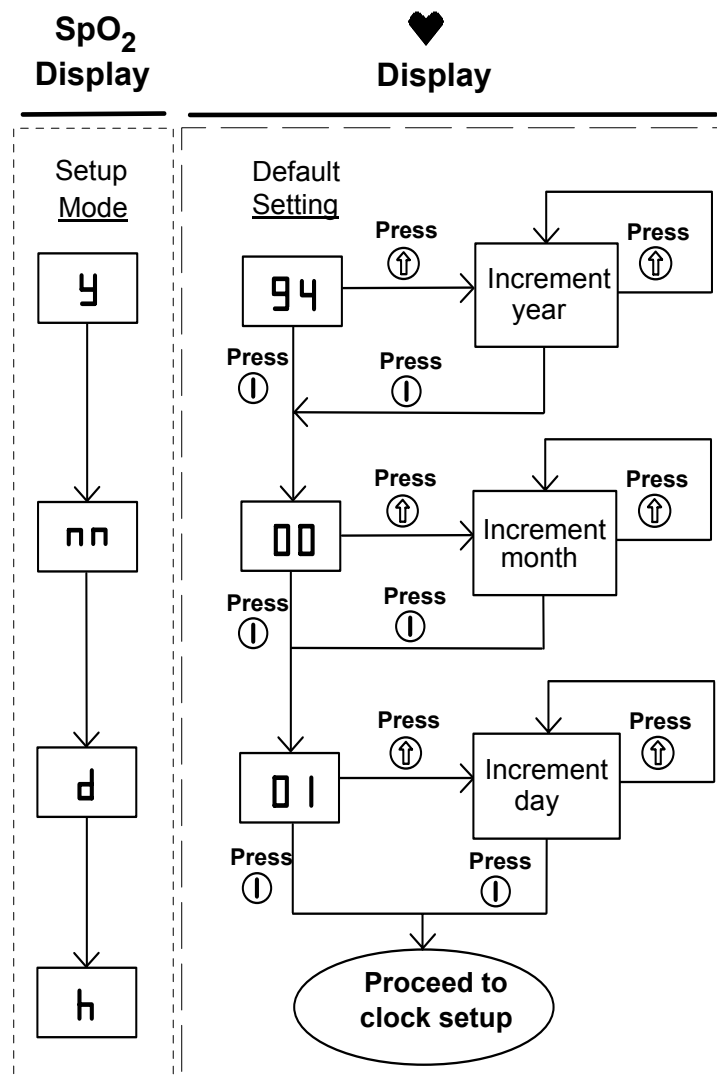 SpO2
Display
♥
Display
Setup
Mode
Default
Setting
y
94
Press
Increment
year
Press
Press
Press
nn
00
Press
Increment
month
Press
Press
Press
d
01
Press
Increment
day
Press
Press
Press
h
Proceed to
clock setup